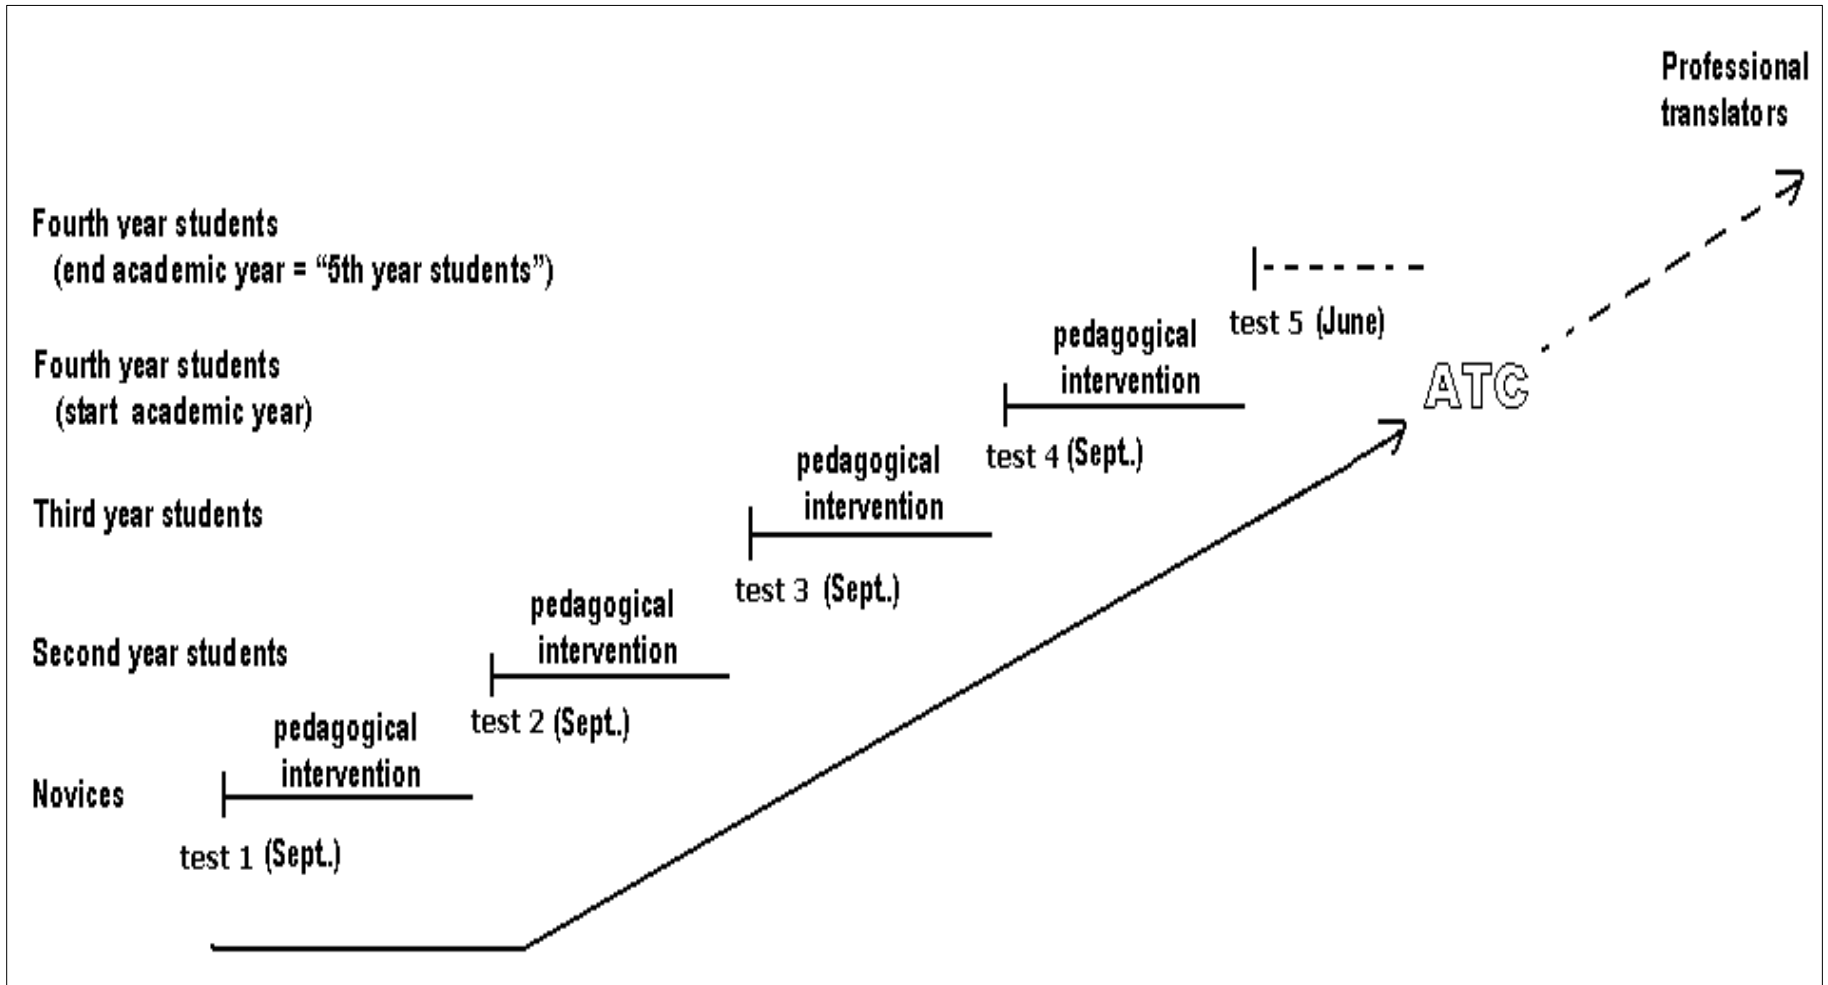 Professional
translators
Fourth year students
(end academic year = “5th year students”)
test 5 (June)
pedagogical
intervention
Fourth year students
(start academic year)
ATC
test 4 (Sept.)
pedagogical
intervention
Third year students
test 3 (Sept.)
pedagogical
intervention
Second year students
test 2 (Sept.)
pedagogical
intervention
Novices
test 1 (Sept.)